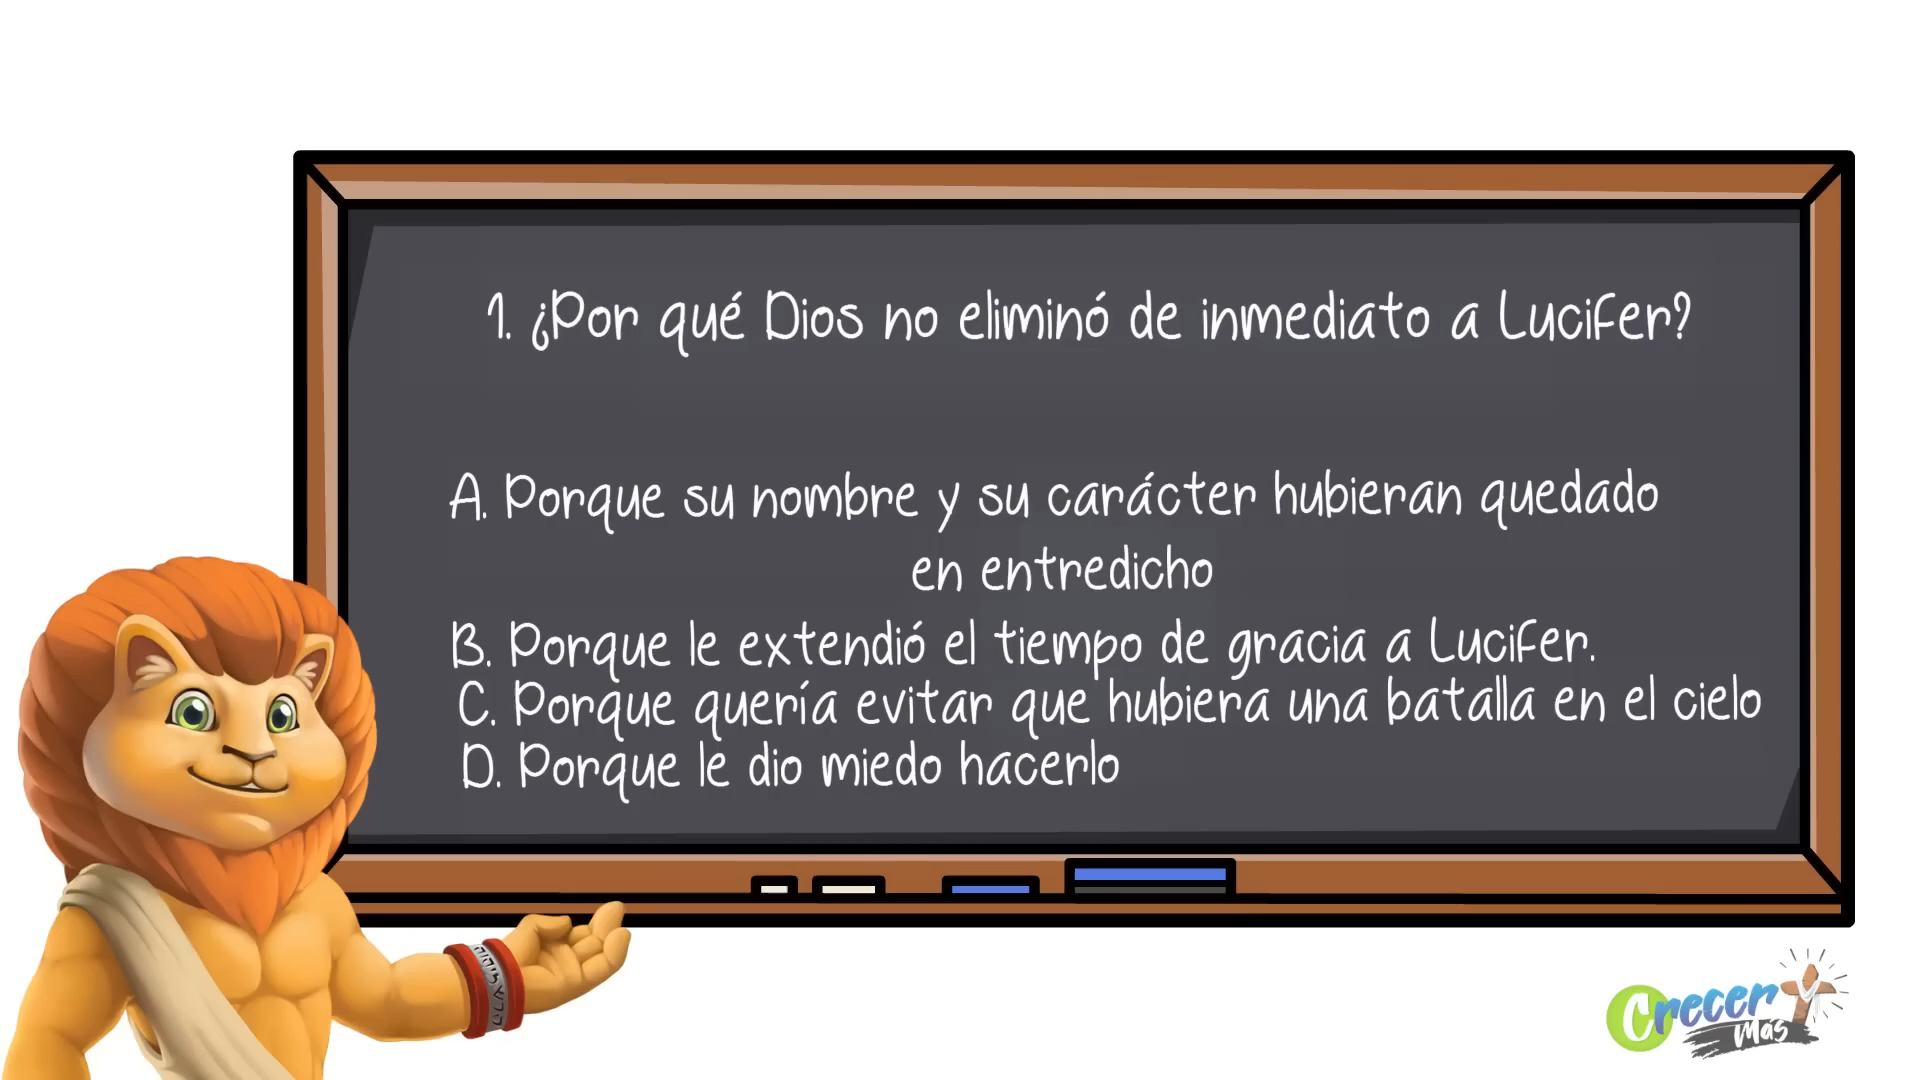 1. ¿Por qué Dios no eliminó de inmediato a Lucifer?
A. Porque su nombre y su carácter hubieran quedado
en entredicho
B. Porque le extendió el tiempo de gracia a Lucifer.
C. Porque quería evitar que hubiera una batalla en el cielo
D. Porque le dio miedo hacerlo
Crecer Y
Más